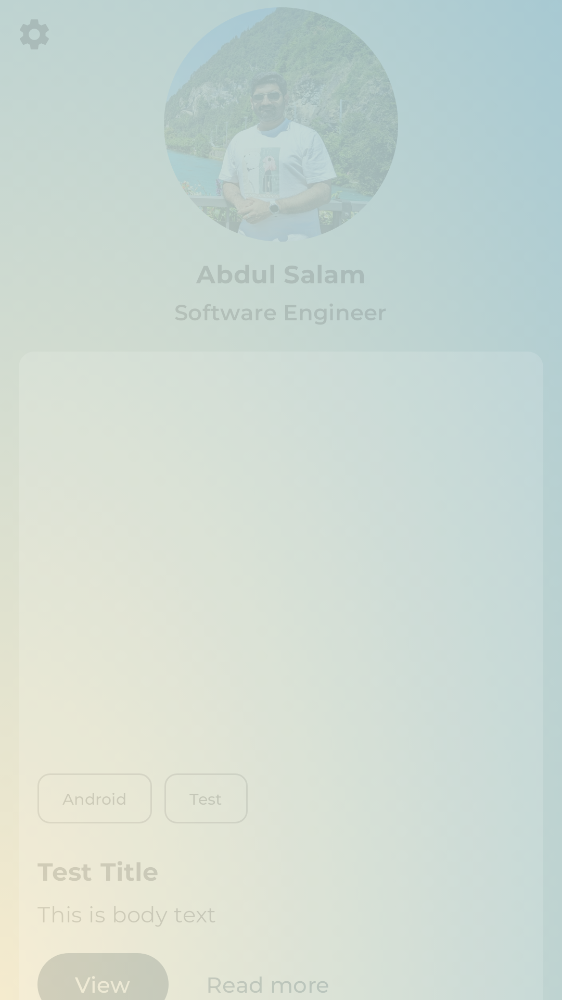 Abdul Salam
Software Engineer
Android Test
Test Title
This is body text
View Read more